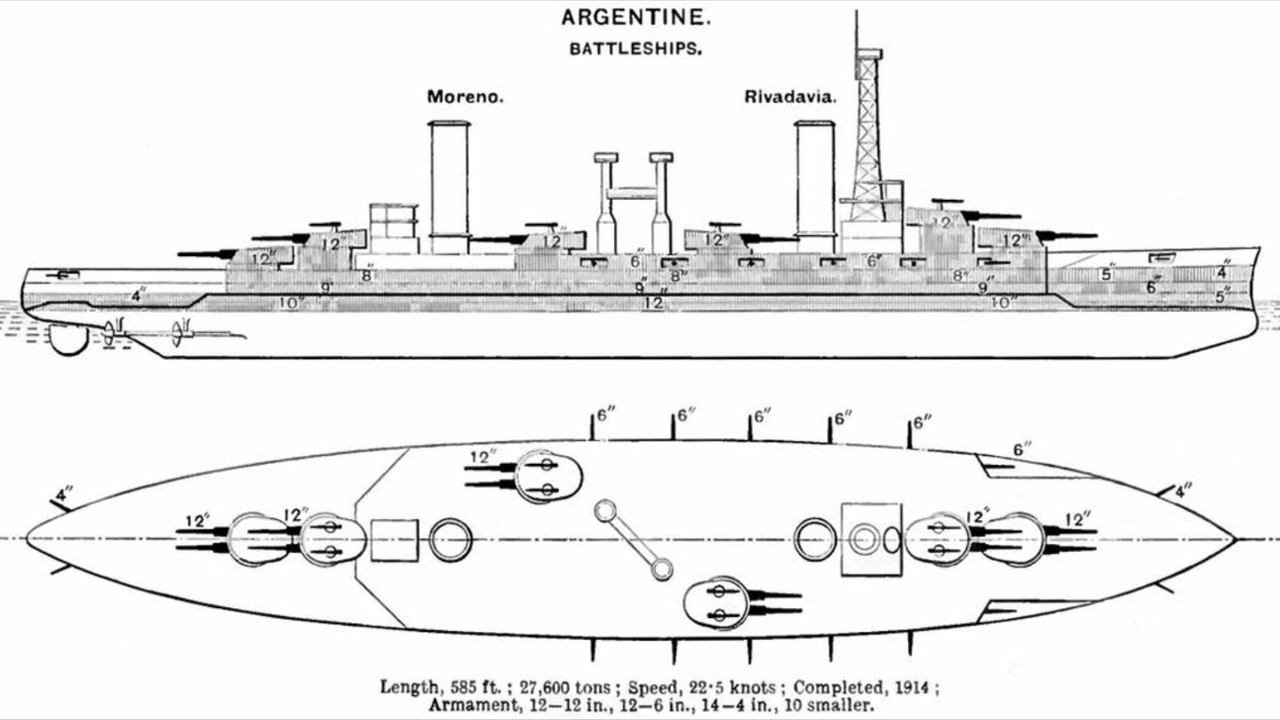 ARGENTINE.
BATTLESHIPS.
Moreno. Rivadavia.
12" 12" 12" 12" 12" 12"
6" 6"
8" 8" 8" 5" 4"
9" 9" 9" 6"
4" 10" 12" 10" 5"
6" 6" 6" 6" 6"
12" 6"
4" 4"
12" 12" 12" 12"
Length, 585 ft. ; 27,600 tons ; Speed, 22·5 knots ; Completed, 1914 ;
Armament, 12—12 in., 12—6 in., 14—4 in., 10 smaller.